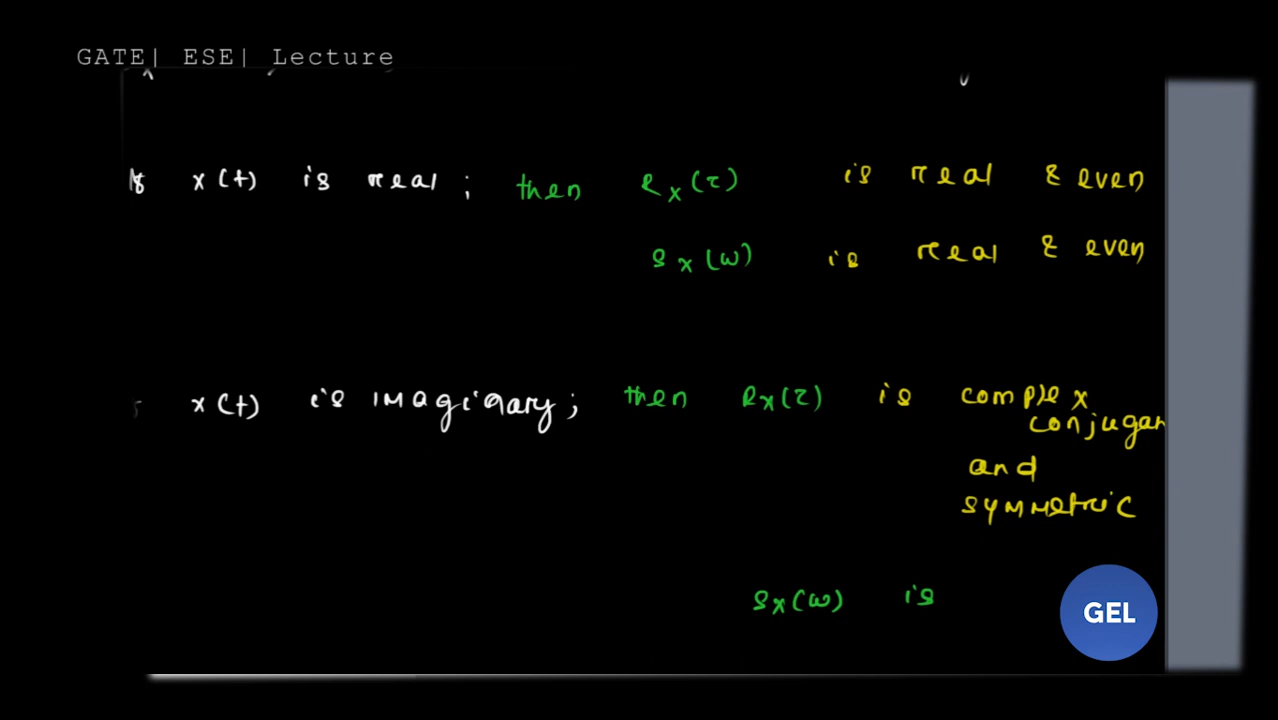 GATE| ESE| Lecture
x(t) is real ; then Rx(τ) is real & even
Sx(ω) is real & even
x(t) is imaginary; then Rx(τ) is complex
conjugate
and
symmetric
Sx(ω) is
GEL